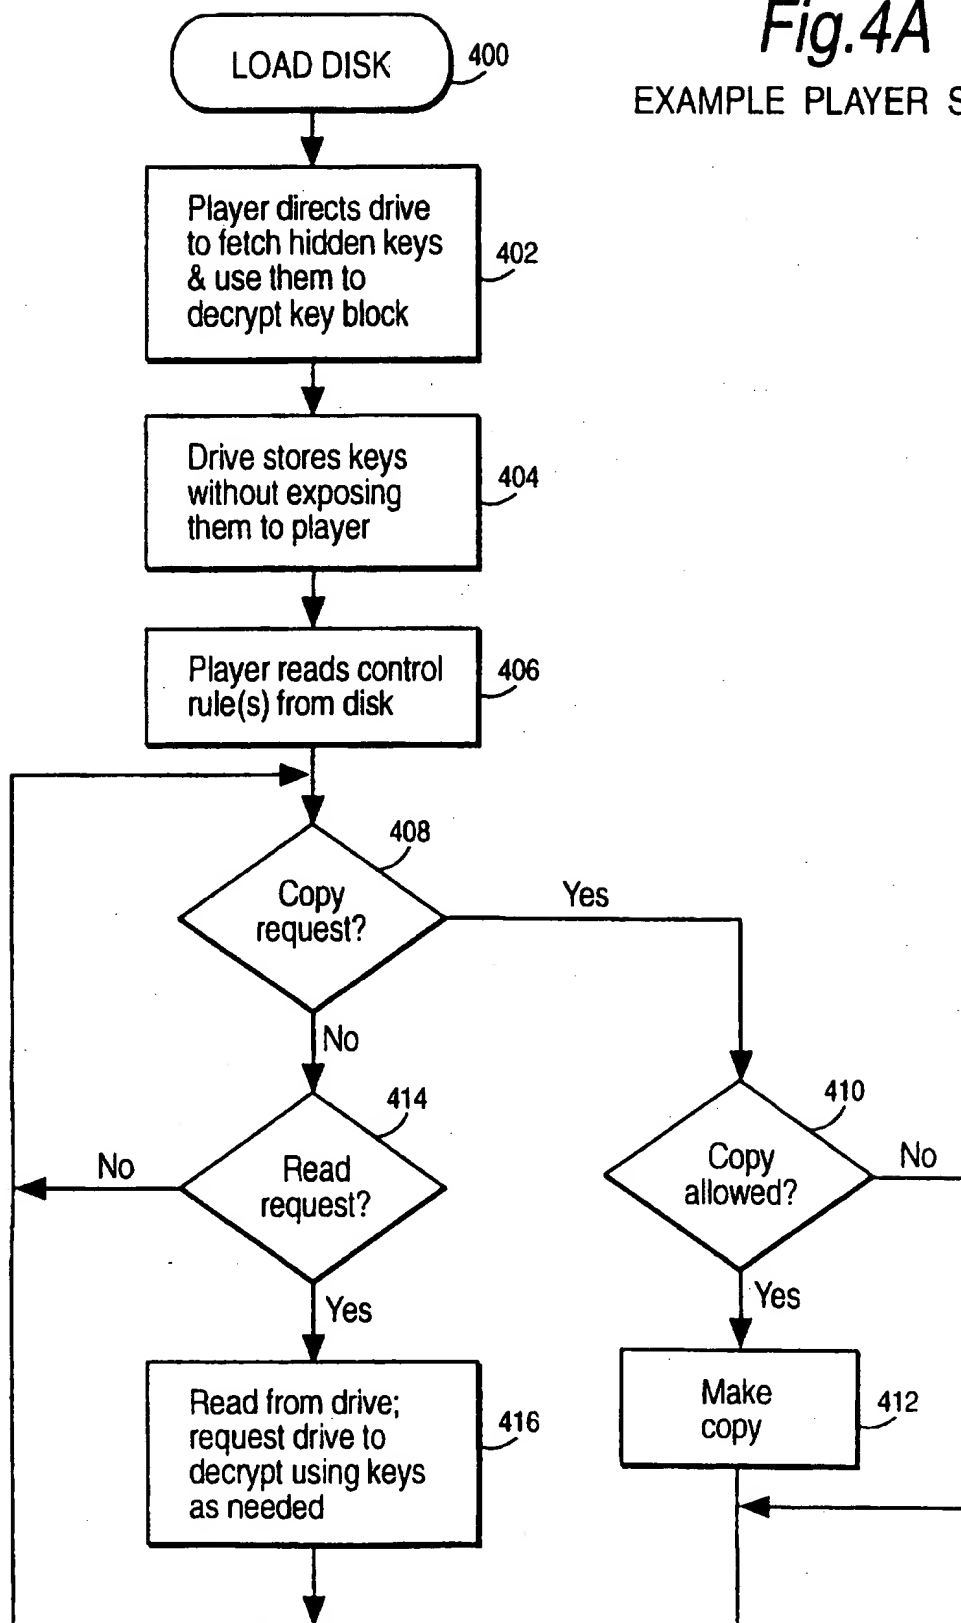 Fig.4A
EXAMPLE PLAYER S
LOAD DISK
400
Player directs drive
to fetch hidden keys
& use them to
decrypt key block
402
Drive stores keys
without exposing
them to player
404
Player reads control
rule(s) from disk
406
Copy
request?
408
Yes
No
Read
request?
414
No
Yes
Copy
allowed?
410
No
Yes
Read from drive;
request drive to
decrypt using keys
as needed
416
Make
copy
412